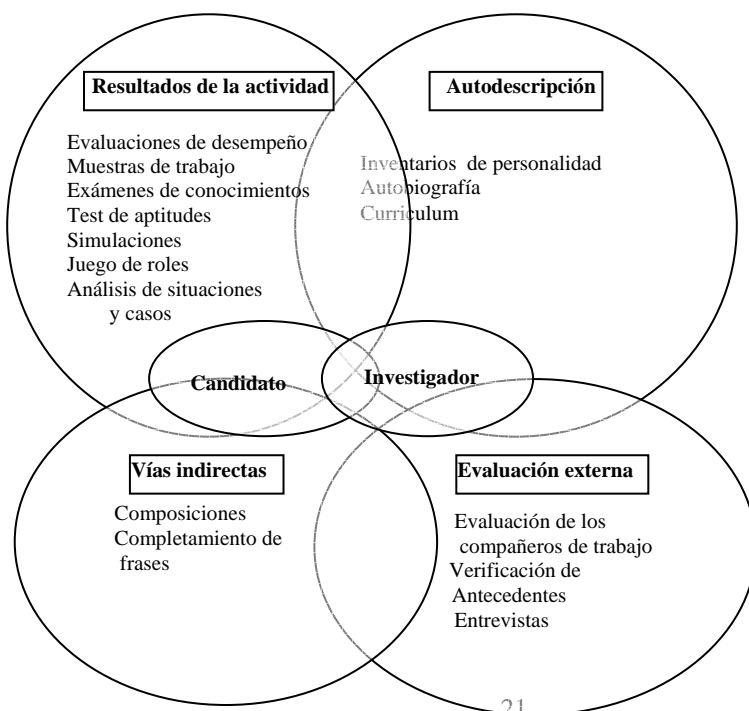 Resultados de la actividad
Evaluaciones de desempeño
Muestras de trabajo
Exámenes de conocimientos
Test de aptitudes
Simulaciones
Juego de roles
Análisis de situaciones
y casos
Autodescripción
Inventarios de personalidad
Autobiografía
Curriculum
Candidato
Investigador
Vías indirectas
Composiciones
Completamiento de
frases
Evaluación externa
Evaluación de los
compañeros de trabajo
Verificación de
Antecedentes
Entrevistas
21